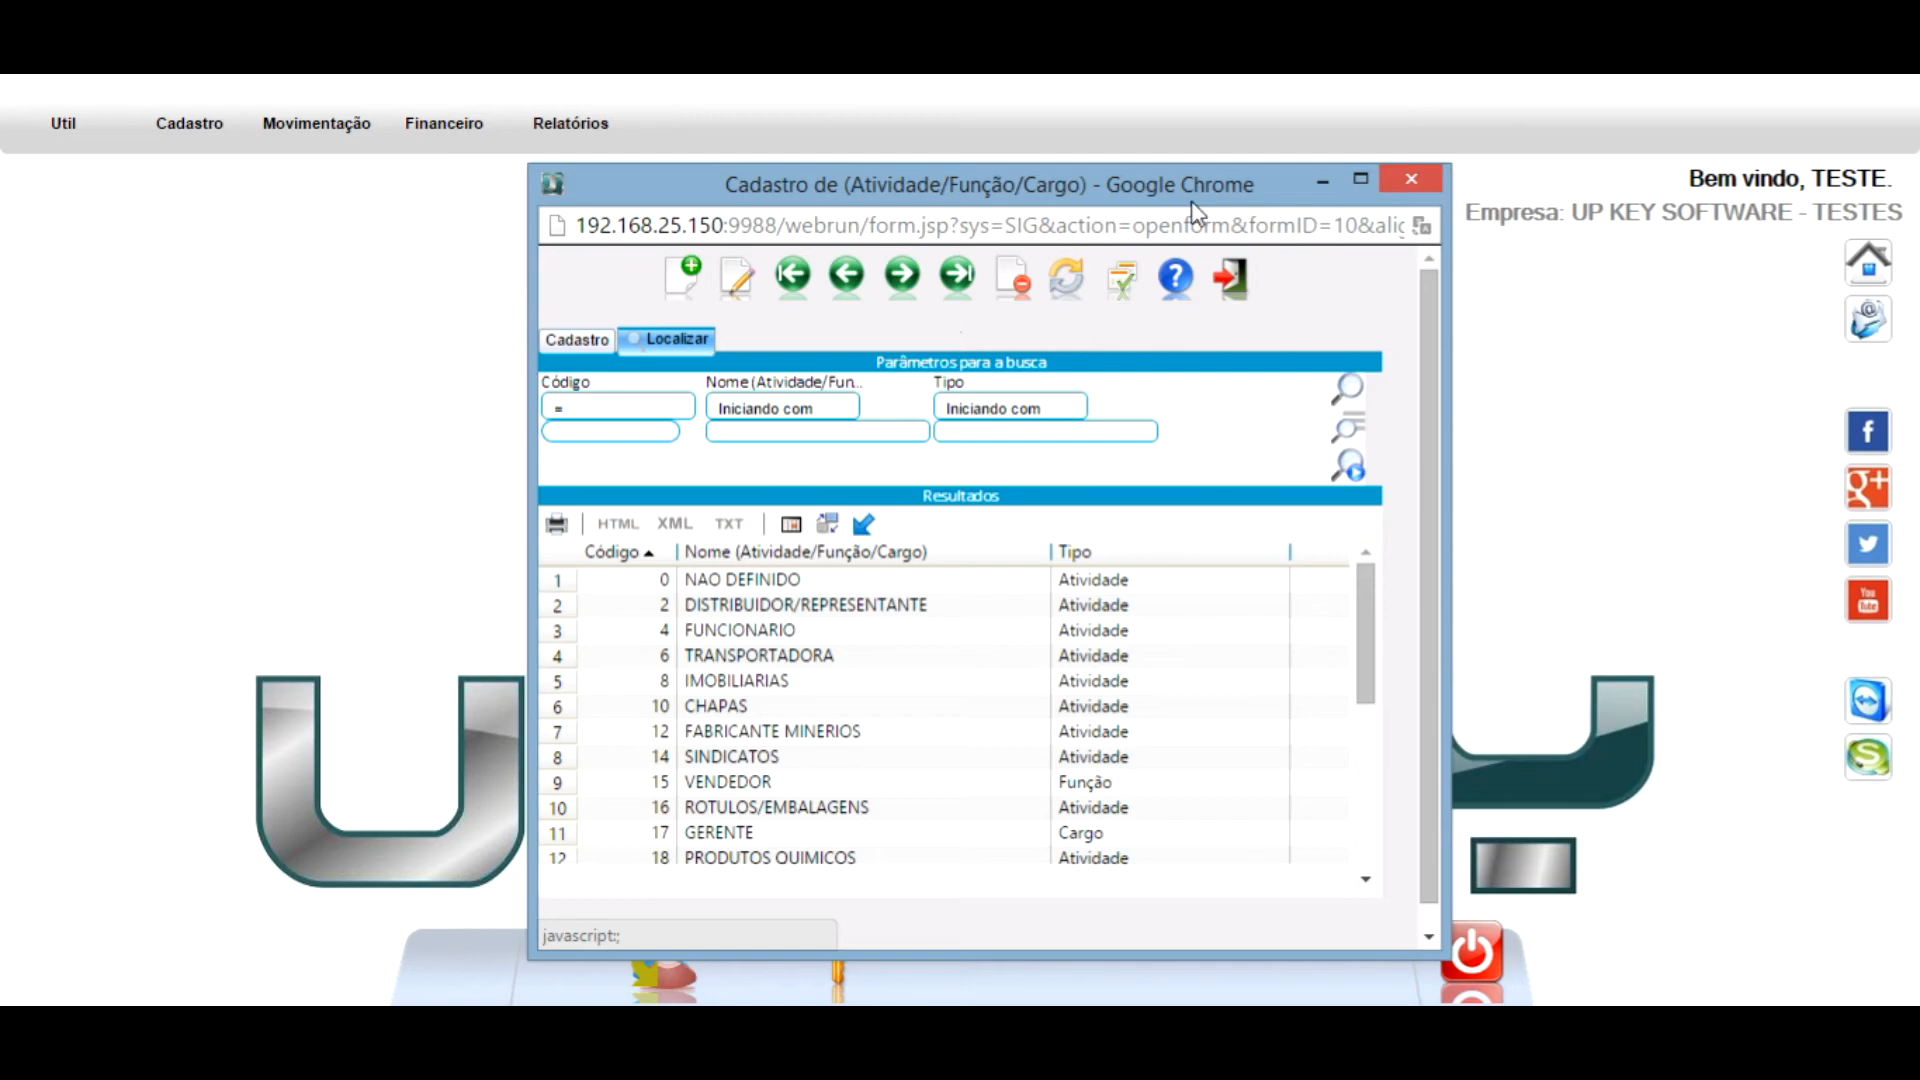 Util Cadastro Movimentação Financeiro Relatórios
Bem vindo, TESTE.
Empresa: UP KEY SOFTWARE - TESTES
Cadastro de (Atividade/Função/Cargo) - Google Chrome
192.168.25.150:9988/webrun/form.jsp?sys=SIG&action=openform&formID=10&alig
Cadastro Localizar
Parâmetros para a busca
Código Nome (Atividade/Fun... Tipo
= Iniciando com Iniciando com
Resultados
HTML XML TXT
Código Nome (Atividade/Função/Cargo) Tipo
1 0 NAO DEFINIDO Atividade
2 2 DISTRIBUIDOR/REPRESENTANTE Atividade
3 4 FUNCIONARIO Atividade
4 6 TRANSPORTADORA Atividade
5 8 IMOBILIARIAS Atividade
6 10 CHAPAS Atividade
7 12 FABRICANTE MINERIOS Atividade
8 14 SINDICATOS Atividade
9 15 VENDEDOR Função
10 16 ROTULOS/EMBALAGENS Atividade
11 17 GERENTE Cargo
12 18 PRODUTOS QUIMICOS Atividade
javascript:;
f
g+
You
Tube
S
U